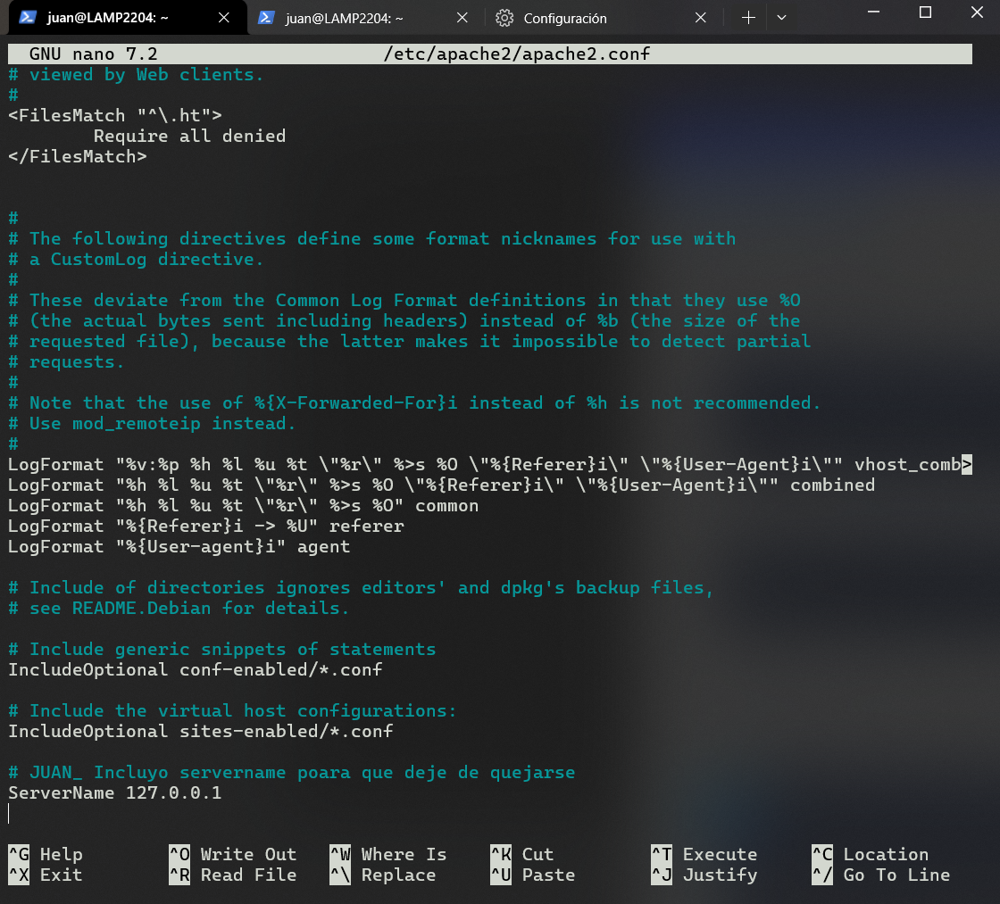 juan@LAMP2204: ~
juan@LAMP2204: ~
Configuración
GNU nano 7.2 /etc/apache2/apache2.conf
# viewed by Web clients.
#
<FilesMatch "^\.ht">
        Require all denied
</FilesMatch>
#
# The following directives define some format nicknames for use with
# a CustomLog directive.
#
# These deviate from the Common Log Format definitions in that they use %O
# (the actual bytes sent including headers) instead of %b (the size of the
# requested file), because the latter makes it impossible to detect partial
# requests.
#
# Note that the use of %{X-Forwarded-For}i instead of %h is not recommended.
# Use mod_remoteip instead.
#
LogFormat "%v:%p %h %l %u %t \"%r\" %>s %O \"%{Referer}i\" \"%{User-Agent}i\"" vhost_comb>
LogFormat "%h %l %u %t \"%r\" %>s %O \"%{Referer}i\" \"%{User-Agent}i\"" combined
LogFormat "%h %l %u %t \"%r\" %>s %O" common
LogFormat "%{Referer}i -> %U" referer
LogFormat "%{User-agent}i" agent
# Include of directories ignores editors' and dpkg's backup files,
# see README.Debian for details.
# Include generic snippets of statements
IncludeOptional conf-enabled/*.conf
# Include the virtual host configurations:
IncludeOptional sites-enabled/*.conf
# JUAN_ Incluyo servername poara que deje de quejarse
ServerName 127.0.0.1
^G Help ^O Write Out ^W Where Is ^K Cut ^T Execute ^C Location
^X Exit ^R Read File ^\ Replace ^U Paste ^J Justify ^/ Go To Line